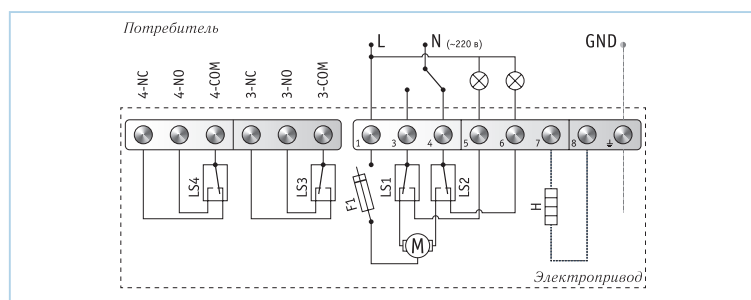 Потребитель
L
N (~220 в)
GND
4-NC
4-NO
4-COM
3-NC
3-NO
3-COM
1
3
4
5
6
7
8
LS4
LS3
F1
LS1
LS2
H
M
Электропривод